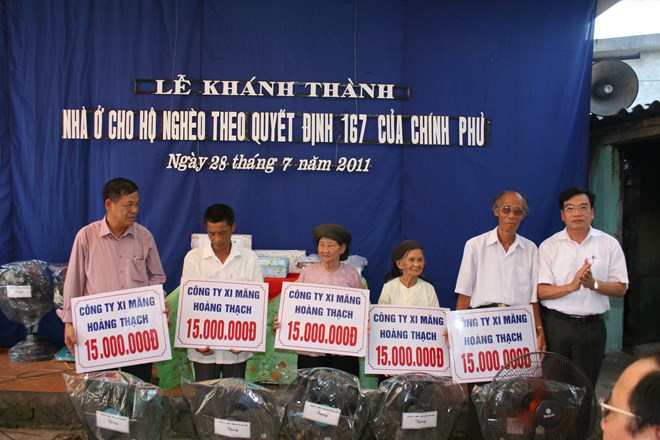 LỄ KHÁNH THÀNH
NHÀ Ở CHO HỘ NGHÈO THEO QUYẾT ĐỊNH 167 CỦA CHÍNH PHỦ
Ngày 28 tháng 7 năm 2011
CÔNG TY XI MĂNG
HOÀNG THẠCH
15.000.000Đ
CÔNG TY XI MĂNG
HOÀNG THẠCH
15.000.000Đ
CÔNG TY XI MĂNG
HOÀNG THẠCH
15.000.000Đ
CÔNG TY XI MĂNG
HOÀNG THẠCH
15.000.000Đ
CÔNG TY XI MĂNG
HOÀNG THẠCH
15.000.000Đ